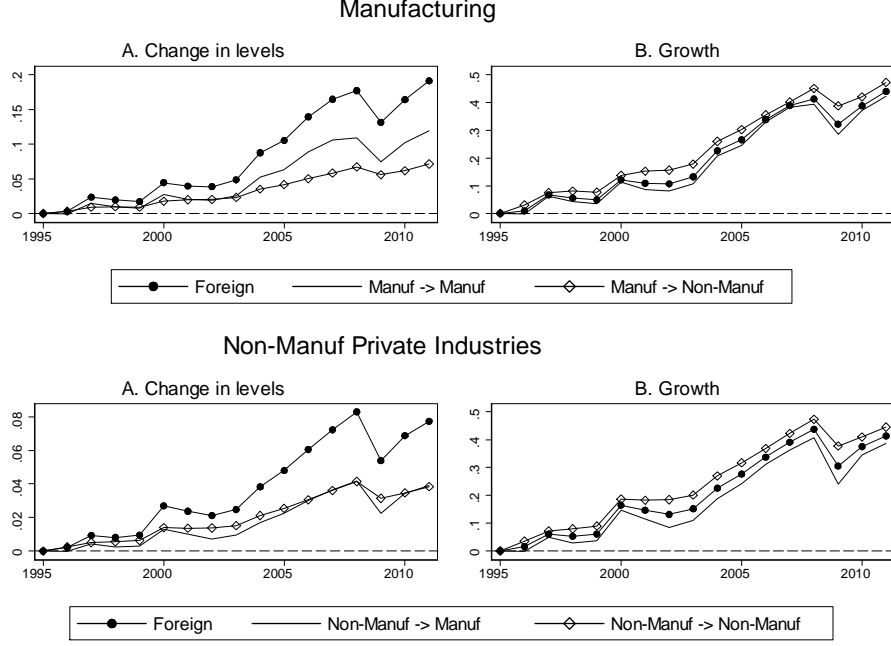 Manufacturing
A. Change in levels
B. Growth
.2
.15
.1
.05
0
1995 2000 2005 2010
.5
.4
.3
.2
.1
0
1995 2000 2005 2010
Foreign Manuf -> Manuf Manuf -> Non-Manuf
Non-Manuf Private Industries
A. Change in levels
B. Growth
.08
.06
.04
.02
0
1995 2000 2005 2010
.5
.4
.3
.2
.1
0
1995 2000 2005 2010
Foreign Non-Manuf -> Manuf Non-Manuf -> Non-Manuf